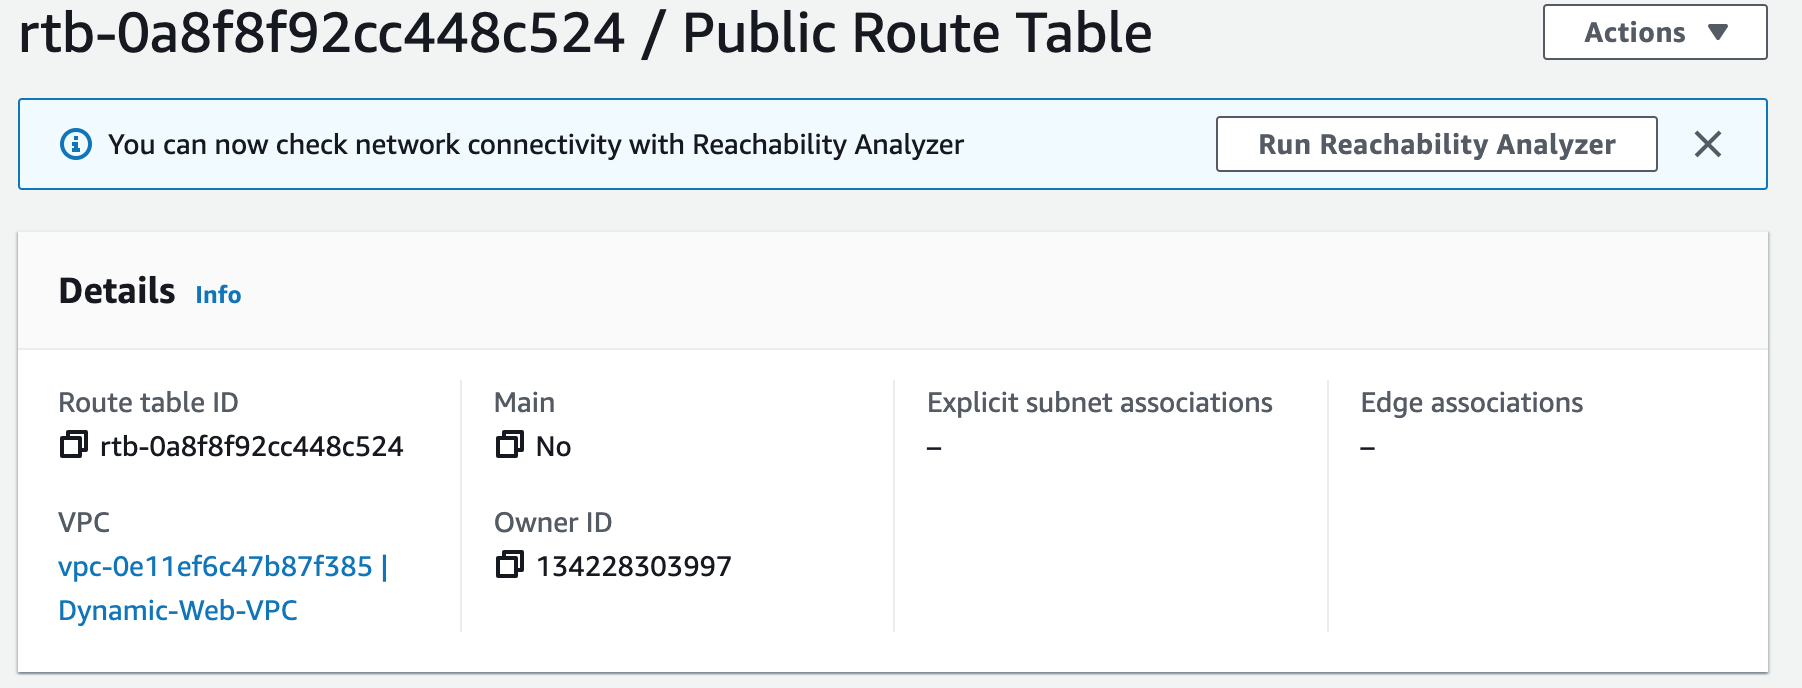 rtb-0a8f8f92cc448c524 / Public Route Table
Actions
You can now check network connectivity with Reachability Analyzer
Run Reachability Analyzer
Details
Info
Route table ID
rtb-0a8f8f92cc448c524
Main
No
Explicit subnet associations
–
Edge associations
–
VPC
vpc-0e11ef6c47b87f385 |
Dynamic-Web-VPC
Owner ID
134228303997